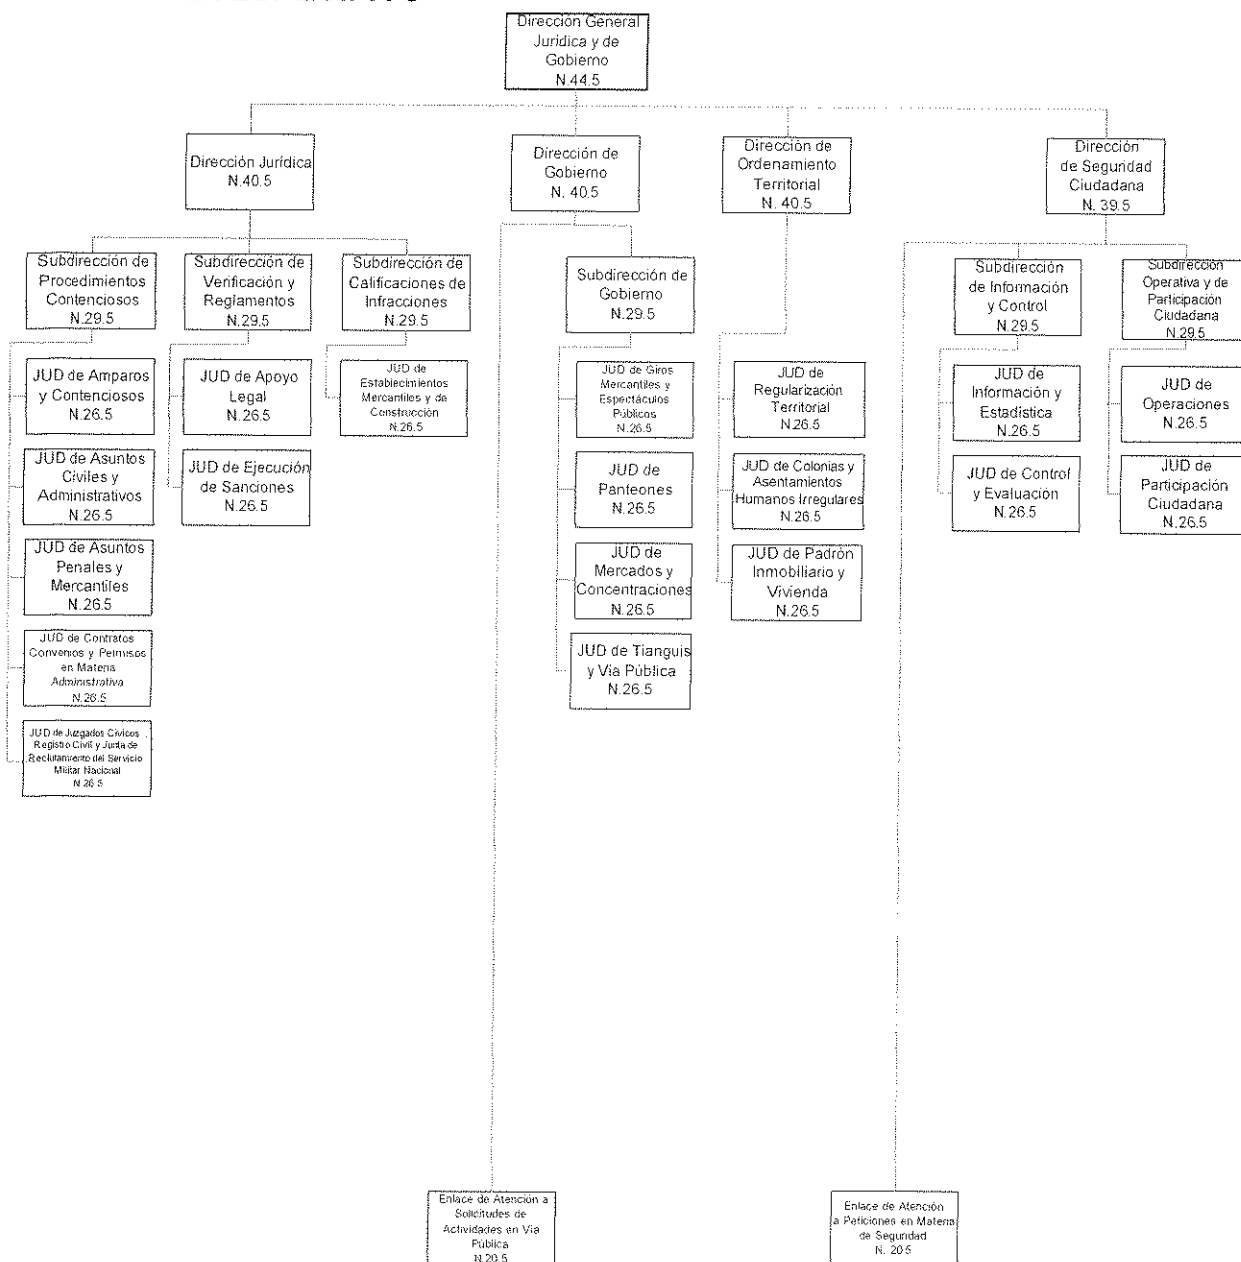 Dirección General
Jurídica y de
Gobierno
N.44.5
Dirección Jurídica
N.40.5
Dirección de
Gobierno
N. 40.5
Dirección de
Ordenamiento
Territorial
N. 40.5
Dirección
de Seguridad
Ciudadana
N. 39.5
Subdirección de
Procedimientos
Contenciosos
N.29.5
Subdirección de
Verificación y
Reglamentos
N.29.5
Subdirección de
Calificaciones de
Infracciones
N.29.5
Subdirección de
Gobierno
N.29.5
Subdirección
de Información
y Control
N.29.5
Subdirección
Operativa y de
Participación
Ciudadana
N.29.5
JUD de Amparos
y Contenciosos
N.26.5
JUD de Apoyo
Legal
N.26.5
JUD de
Establecimientos
Mercantiles y de
Construcción
N.26.5
JUD de Giros
Mercantiles y
Espectáculos
Públicos
N.26.5
JUD de
Regularización
Territorial
N.26.5
JUD de
Información y
Estadística
N.26.5
JUD de
Operaciones
N.26.5
JUD de Asuntos
Civiles y
Administrativos
N.26.5
JUD de Ejecución
de Sanciones
N.26.5
JUD de
Panteones
N.26.5
JUD de Colonias y
Asentamientos
Humanos Irregulares
N.26.5
JUD de Control
y Evaluación
N.26.5
JUD de
Participación
Ciudadana
N.26.5
JUD de Asuntos
Penales y
Mercantiles
N.26.5
JUD de
Mercados y
Concentraciones
N.26.5
JUD de Padrón
Inmobiliario y
Vivienda
N.26.5
JUD de Contratos
Convenios y Permisos
en Materia
Administrativa
N.26.5
JUD de Tianguis
y Vía Pública
N.26.5
JUD de Juzgados Cívicos
Registro Civil y Junta de
Reclutamiento del Servicio
Militar Nacional
N 26 5
Enlace de Atención a
Solicitudes de
Actividades en Vía
Pública
N.20.5
Enlace de Atención
a Peticiones en Materia
de Seguridad
N. 20 5